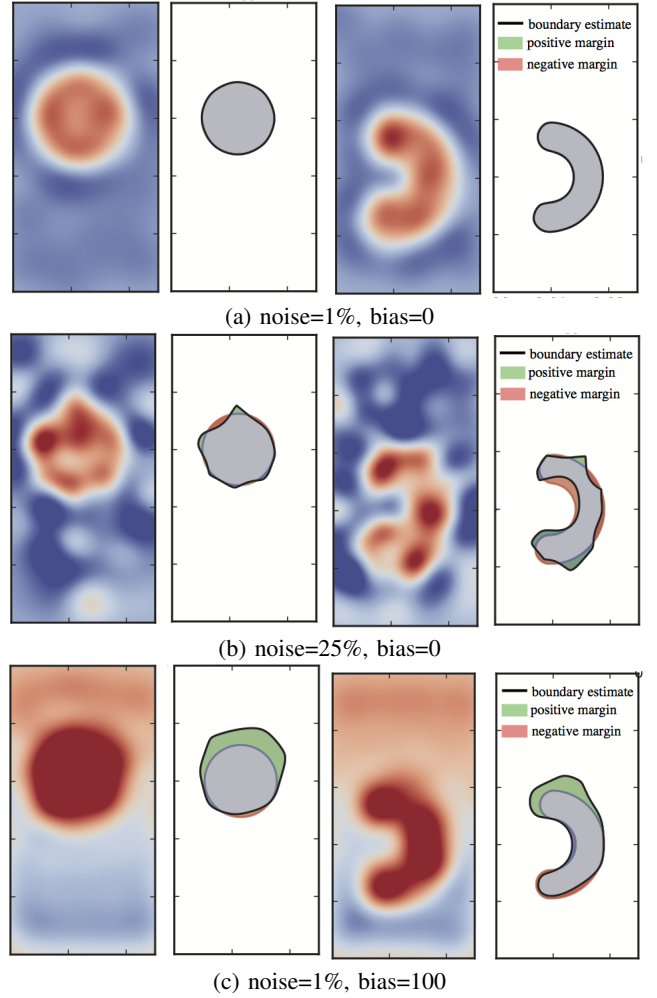 boundary estimate
positive margin
negative margin
(a) noise=1%, bias=0
boundary estimate
positive margin
negative margin
(b) noise=25%, bias=0
boundary estimate
positive margin
negative margin
(c) noise=1%, bias=100